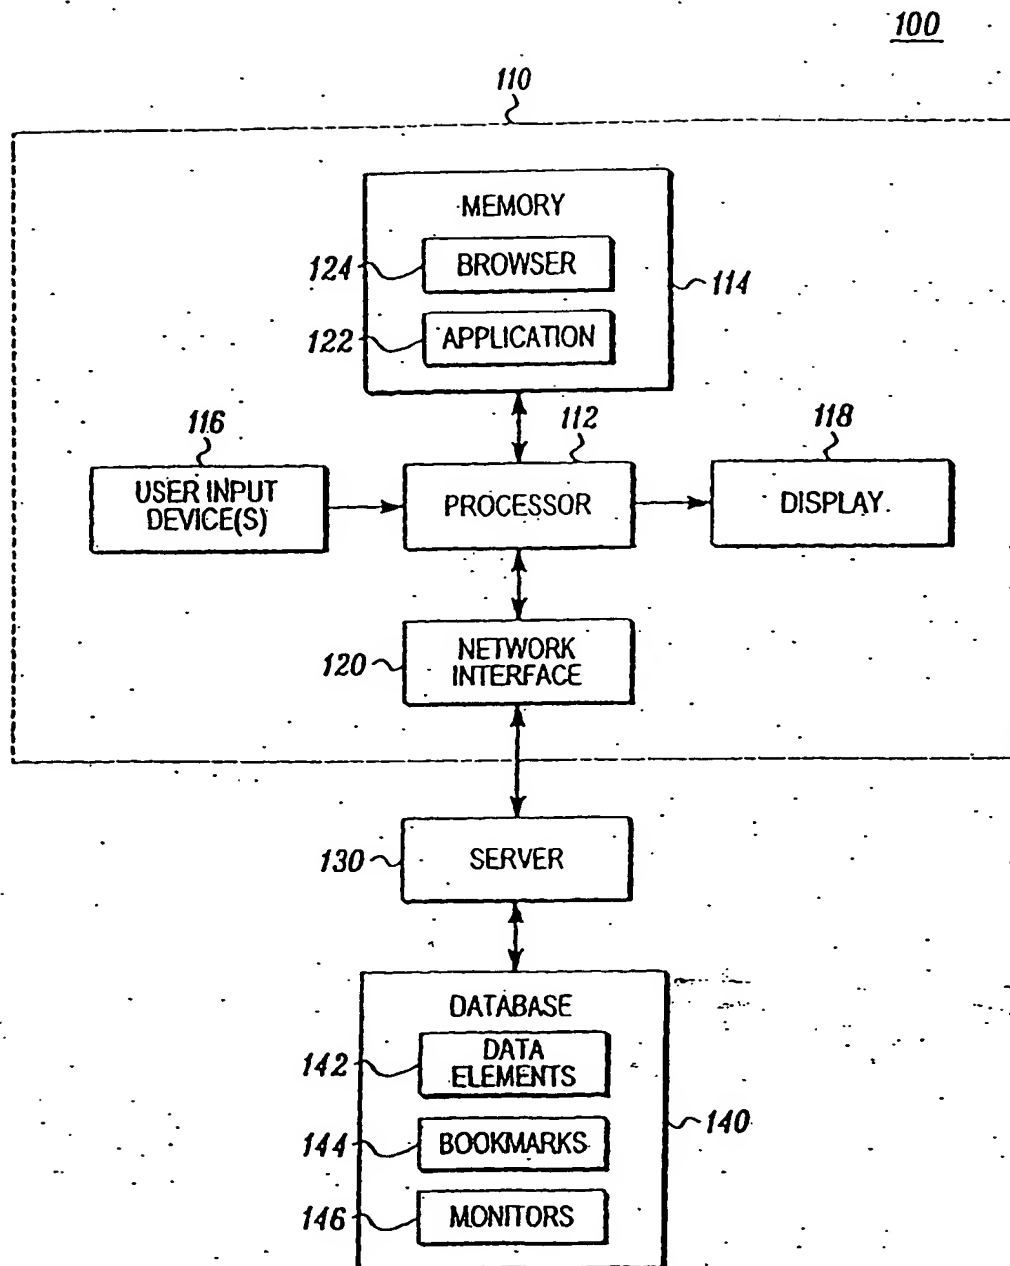 100
110
MEMORY
124 BROWSER
114
122 APPLICATION
116
112
118
USER INPUT
DEVICE(S)
PROCESSOR
DISPLAY
120 NETWORK
INTERFACE
130 SERVER
DATABASE
142 DATA
ELEMENTS
144 BOOKMARKS
140
146 MONITORS